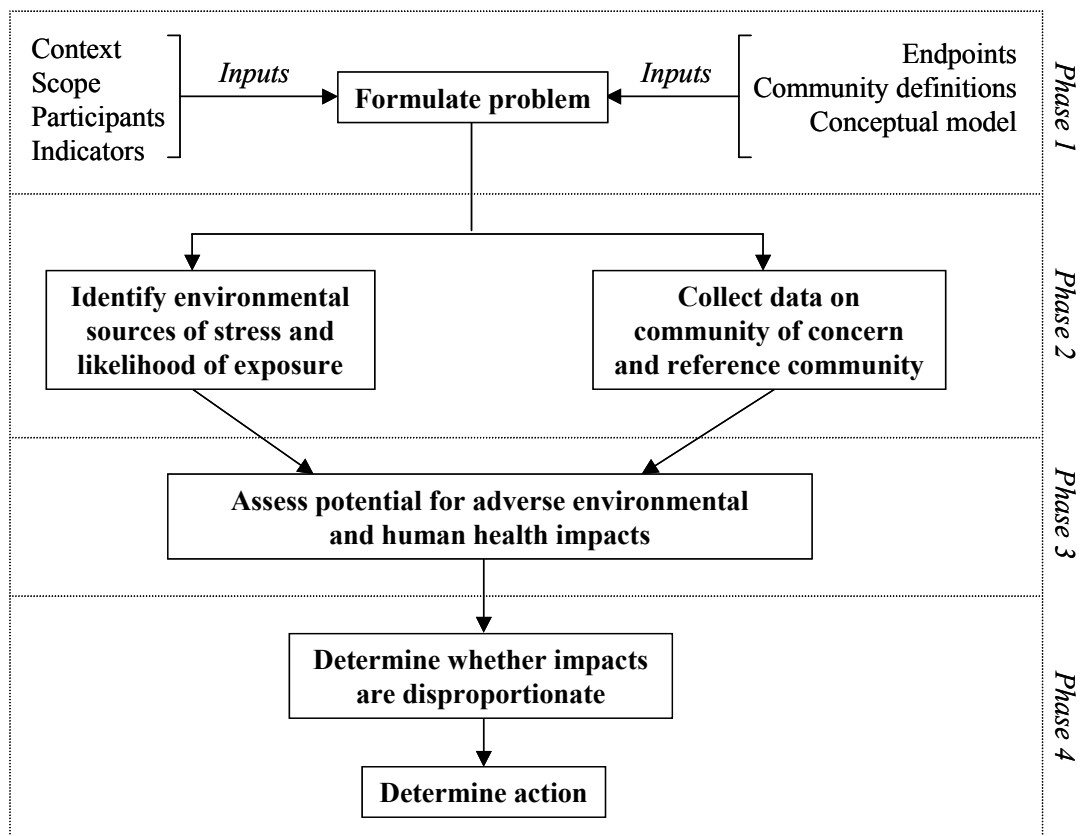 Context
Scope
Participants
Indicators
Inputs
Formulate problem
Inputs
Endpoints
Community definitions
Conceptual model
Phase 1
Identify environmental
sources of stress and
likelihood of exposure
Collect data on
community of concern
and reference community
Phase 2
Assess potential for adverse environmental
and human health impacts
Phase 3
Determine whether impacts
are disproportionate
Determine action
Phase 4